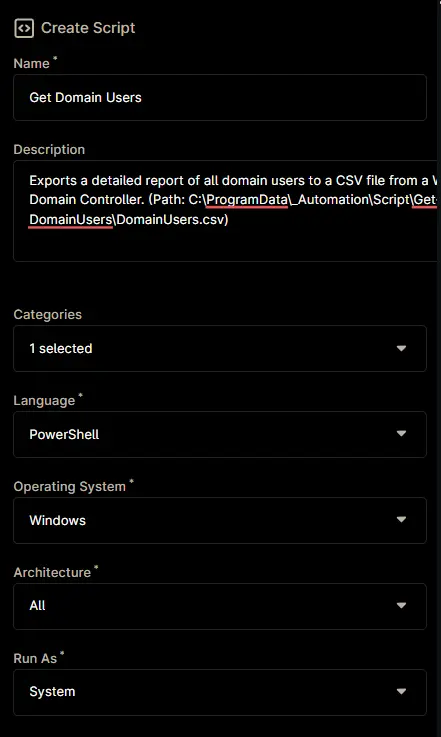 Create Script
Name *
Get Domain Users
Description
Exports a detailed report of all domain users to a CSV file from a
Domain Controller. (Path: C:\ProgramData\_Automation\Script\Get
DomainUsers\DomainUsers.csv)
Categories
1 selected
Language *
PowerShell
Operating System *
Windows
Architecture *
All
Run As *
System